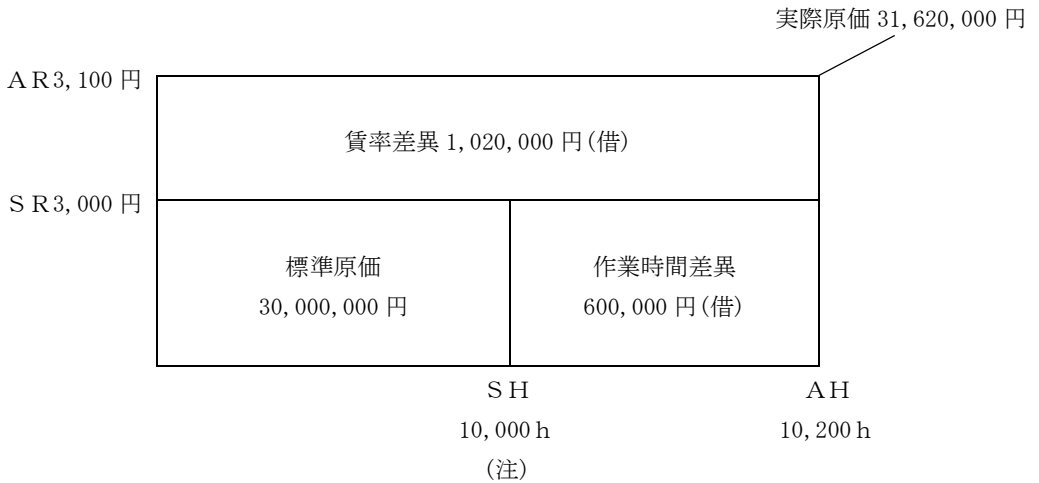 実際原価 31,620,000 円
ＡＲ3,100 円
賃率差異 1,020,000 円(借)
ＳＲ3,000 円
標準原価
30,000,000 円
作業時間差異
600,000 円(借)
ＳＨ
10,000ｈ
(注)
ＡＨ
10,200ｈ